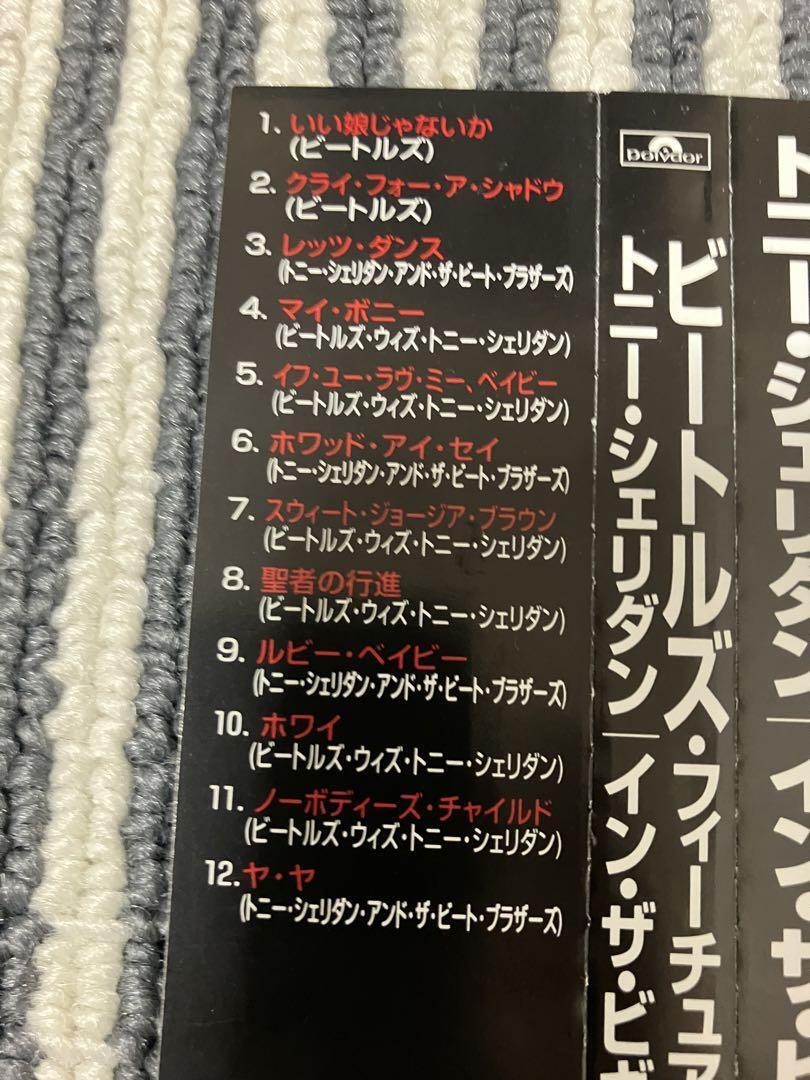 1. いい娘じゃないか
(ビートルズ)
2. クライ・フォー・ア・シャドウ
(ビートルズ)
3. レッツ・ダンス
(トニー・シェリダン・アンド・ザ・ビート・ブラザーズ)
4. マイ・ボニー
(ビートルズ・ウィズ・トニー・シェリダン)
5. イフ・ユー・ラヴ・ミー、ベイビー
(ビートルズ・ウィズ・トニー・シェリダン)
6. ホワッド・アイ・セイ
(トニー・シェリダン・アンド・ザ・ビート・ブラザーズ)
7. スウィート・ジョージア・ブラウン
(ビートルズ・ウィズ・トニー・シェリダン)
8. 聖者の行進
(ビートルズ・ウィズ・トニー・シェリダン)
9. ルビー・ベイビー
(トニー・シェリダン・アンド・ザ・ビート・ブラザーズ)
10. ホワイ
(ビートルズ・ウィズ・トニー・シェリダン)
11. ノーボディーズ・チャイルド
(ビートルズ・ウィズ・トニー・シェリダン)
12. ヤ・ヤ
(トニー・シェリダン・アンド・ザ・ビート・ブラザーズ)
polydor
ビートルズ・フィーチュア
トニー・シェリダン|イン・ザ・ビギ
トニー・シェリダン|イン・ザ・ビ